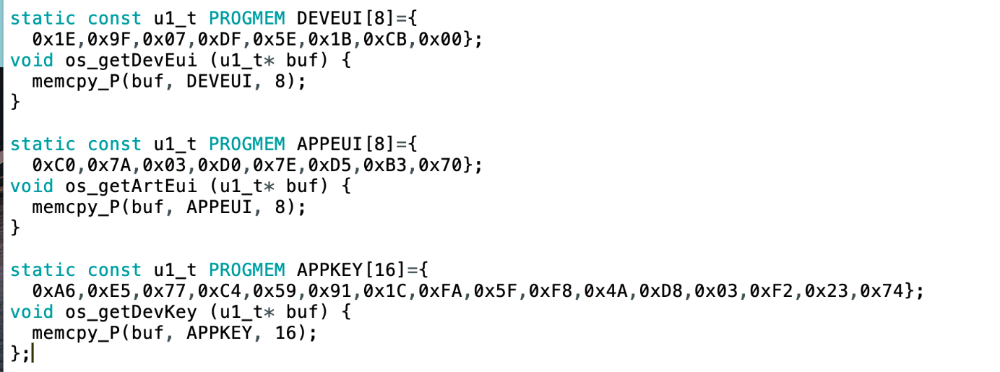 static const u1_t PROGMEM DEVEUI[8]={
  0x1E,0x9F,0x07,0xDF,0x5E,0x1B,0xCB,0x00};
void os_getDevEui (u1_t* buf) {
  memcpy_P(buf, DEVEUI, 8);
}

static const u1_t PROGMEM APPEUI[8]={
  0xC0,0x7A,0x03,0xD0,0x7E,0xD5,0xB3,0x70};
void os_getArtEui (u1_t* buf) {
  memcpy_P(buf, APPEUI, 8);
}

static const u1_t PROGMEM APPKEY[16]={
  0xA6,0xE5,0x77,0xC4,0x59,0x91,0x1C,0xFA,0x5F,0xF8,0x4A,0xD8,0x03,0xF2,0x23,0x74};
void os_getDevKey (u1_t* buf) {
  memcpy_P(buf, APPKEY, 16);
};